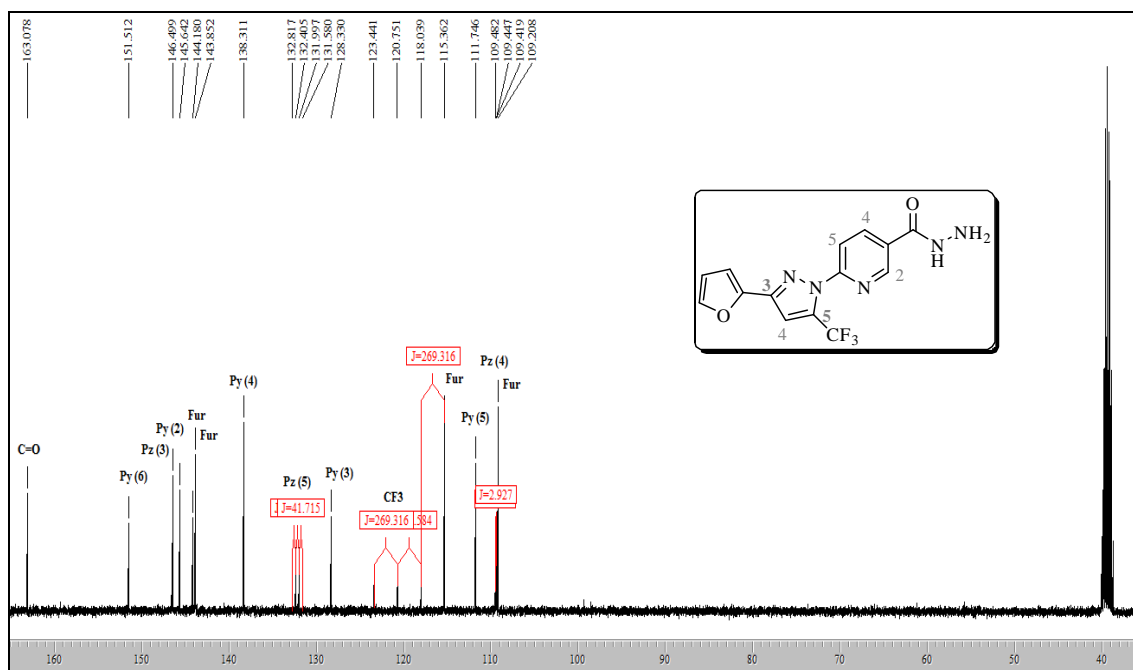 163.078
151.512
146.499
145.642
144.180
143.852
138.311
132.817
132.405
131.997
131.580
128.330
123.441
120.751
118.039
115.362
111.746
109.482
109.447
109.419
109.208
O
4
5
NH
N
H
2
N
N
N
3
O
5
4
CF3
J=269.316
Pz (4)
Fur
Fur
Py (4)
Py (5)
Fur
Py (2)
Fur
C=O
Pz (3)
Py (6)
Pz (5)
Py (3)
CF3
J=41.715
J=269.316
.584
J=2.927
160
150
140
130
120
110
100
90
80
70
60
50
40